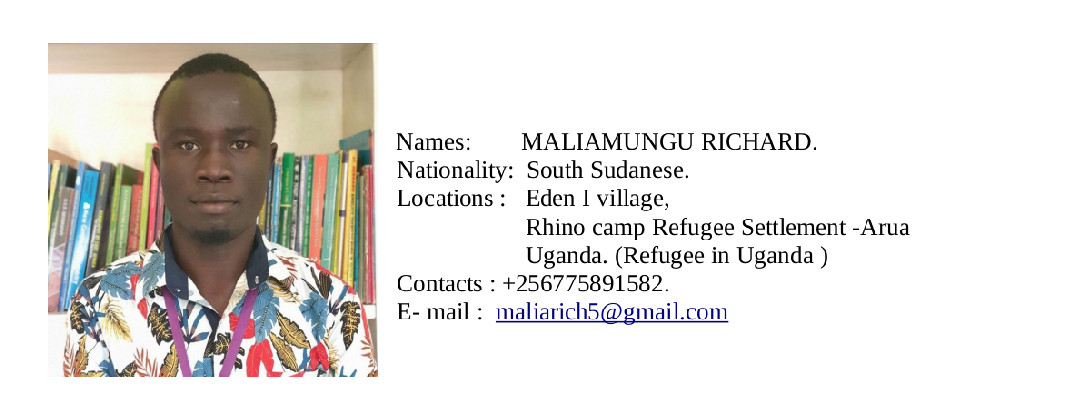 Names: MALIAMUNGU RICHARD.
Nationality: South Sudanese.
Locations : Eden I village,
Rhino camp Refugee Settlement -Arua
Uganda. (Refugee in Uganda )
Contacts : +256775891582.
E- mail : maliarich5@gmail.com